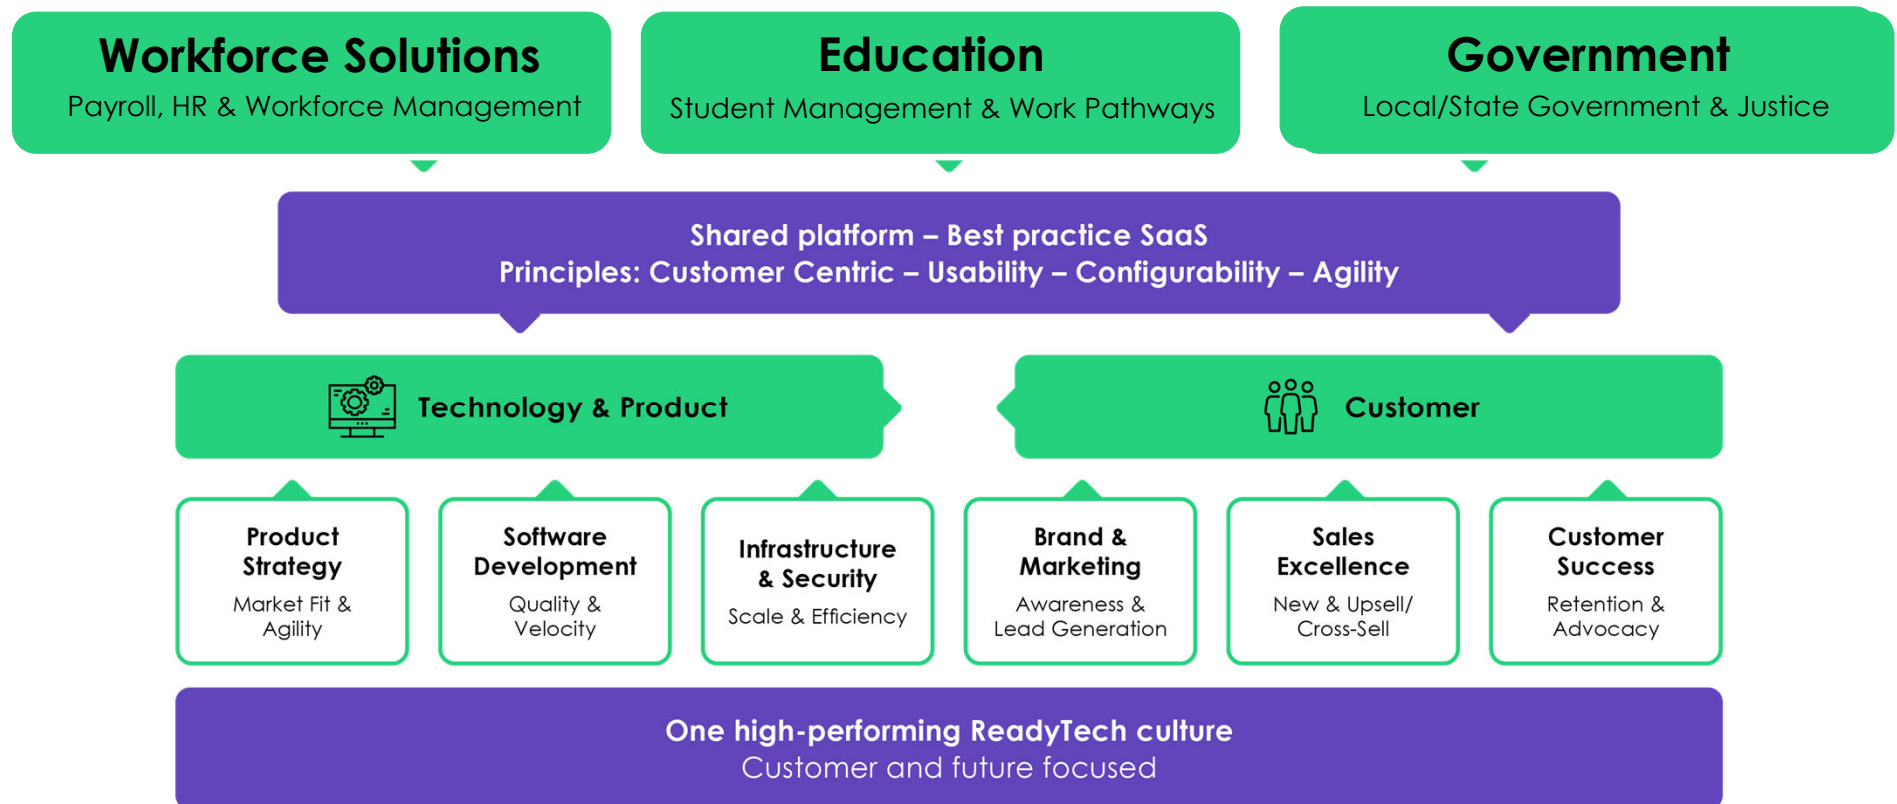 Workforce Solutions
Payroll, HR & Workforce Management
Education
Student Management & Work Pathways
Government
Local/State Government & Justice
Shared platform – Best practice SaaS
Principles: Customer Centric – Usability – Configurability – Agility
Technology & Product
Customer
Product
Strategy
Market Fit &
Agility
Software
Development
Quality &
Velocity
Infrastructure
& Security
Scale & Efficiency
Brand &
Marketing
Awareness &
Lead Generation
Sales
Excellence
New & Upsell/
Cross-Sell
Customer
Success
Retention &
Advocacy
One high-performing ReadyTech culture
Customer and future focused